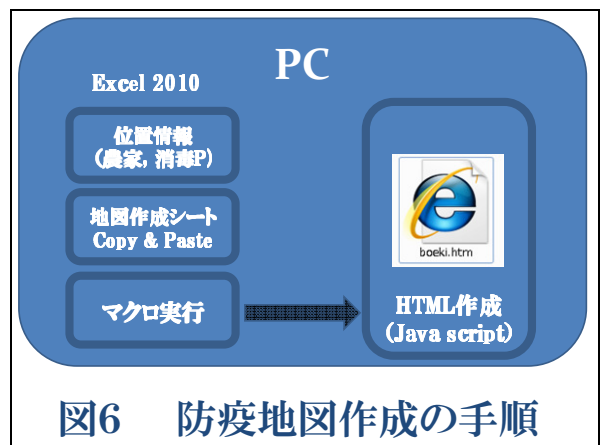 PC
Excel 2010
位置情報
(農家, 消毒P)
地図作成シート
Copy & Paste
マクロ実行
boeki.htm
HTML作成
(Java script)
図6 防疫地図作成の手順